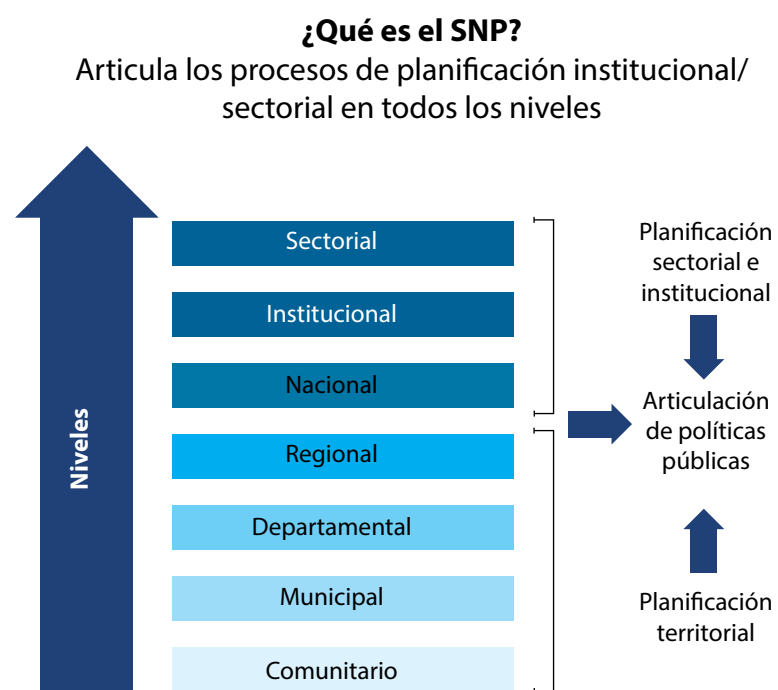 ¿Qué es el SNP?
Articula los procesos de planificación institucional/
sectorial en todos los niveles
Niveles
Sectorial
Institucional
Nacional
Regional
Departamental
Municipal
Comunitario
Planificación
sectorial e
institucional
Articulación
de políticas
públicas
Planificación
territorial